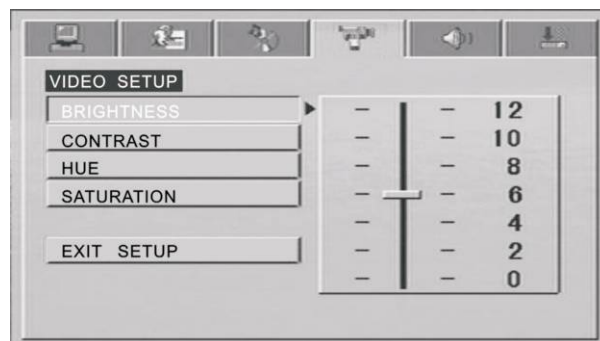 VIDEO SETUP
BRIGHTNESS
CONTRAST
HUE
SATURATION
EXIT SETUP
12
10
8
6
4
2
0